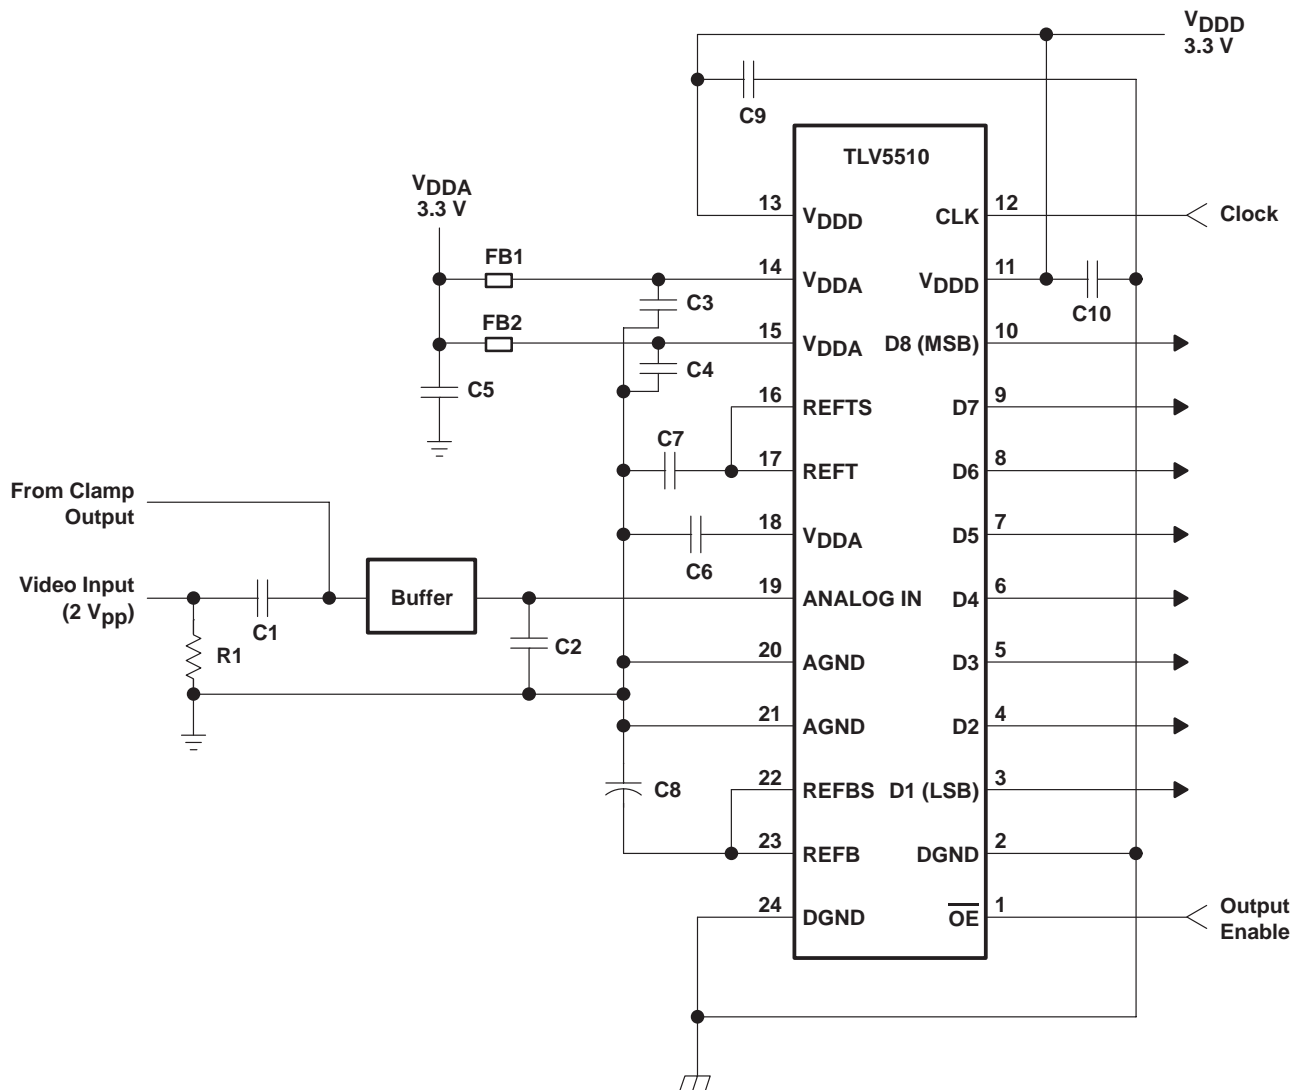 VDDD
3.3 V
C9
TLV5510
VDDA
3.3 V
13
VDDD
CLK
12
Clock
FB1
14
VDDA
VDDD
11
C3
C10
FB2
15
VDDA
D8 (MSB)
10
C4
C5
16
REFTS
D7
9
C7
17
REFT
D6
8
From Clamp
Output
18
VDDA
D5
7
C6
Video Input
(2 Vpp)
Buffer
19
ANALOG IN
D4
6
C1
C2
R1
20
AGND
D3
5
21
AGND
D2
4
C8
22
REFBS
D1 (LSB)
3
23
REFB
DGND
2
24
DGND
OE
1
Output
Enable